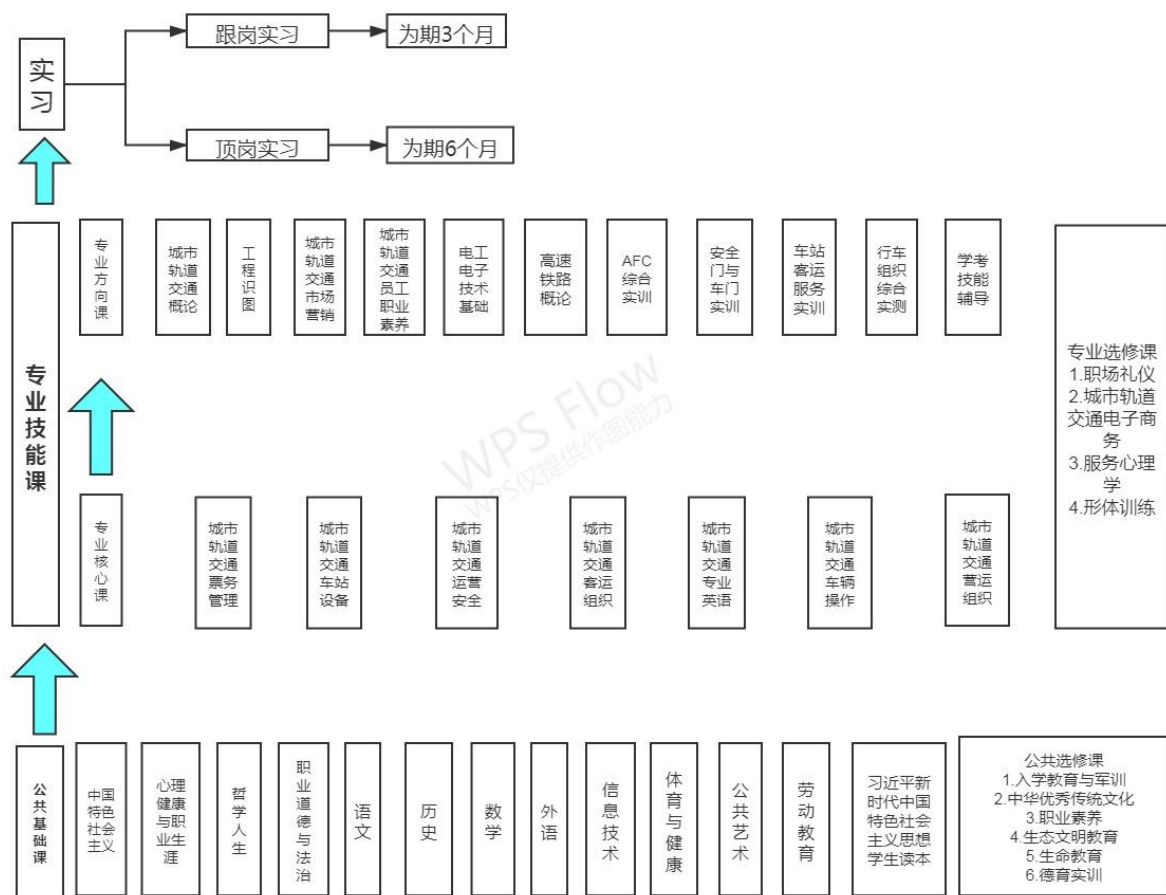 实习
跟岗实习
为期3个月
顶岗实习
为期6个月
专业技能课
专业方向课
城市
轨道
交通
概论
工程识图
城市
轨道
交通
市场
营销
城市
轨道
交通
员工
职业
素养
电工
电子
技术
基础
高速
铁路
概论
AFC
综合
实训
安全
门与
车门
实训
车站
客运
服务
实训
行车
组织
综合
实测
学考
技能
辅导
专业选修课
1.职场礼仪
2.城市轨道
交通电子商
务
3.服务心理
学
4.形体训练
WPS Flow
WPS仅提供作图能力
专业核心课
城市
轨道
交通
票务
管理
城市
轨道
交通
车站
设备
城市
轨道
交通
运营
安全
城市
轨道
交通
客运
组织
城市
轨道
交通
专业
英语
城市
轨道
交通
车辆
操作
城市
轨道
交通
营运
组织
公共基础课
中国
特色
社会
主义
心理
健康
与职
业生
涯
哲学人生
职业道德与法治
语文
历史
数学
外语
信息技术
体育与健康
公共艺术
劳动教育
习近平新
时代中国
特色社会
主义思想
学生读本
公共选修课
1.入学教育与军训
2.中华优秀传统文化
3.职业素养
4.生态文明教育
5.生命教育
6.德育实训